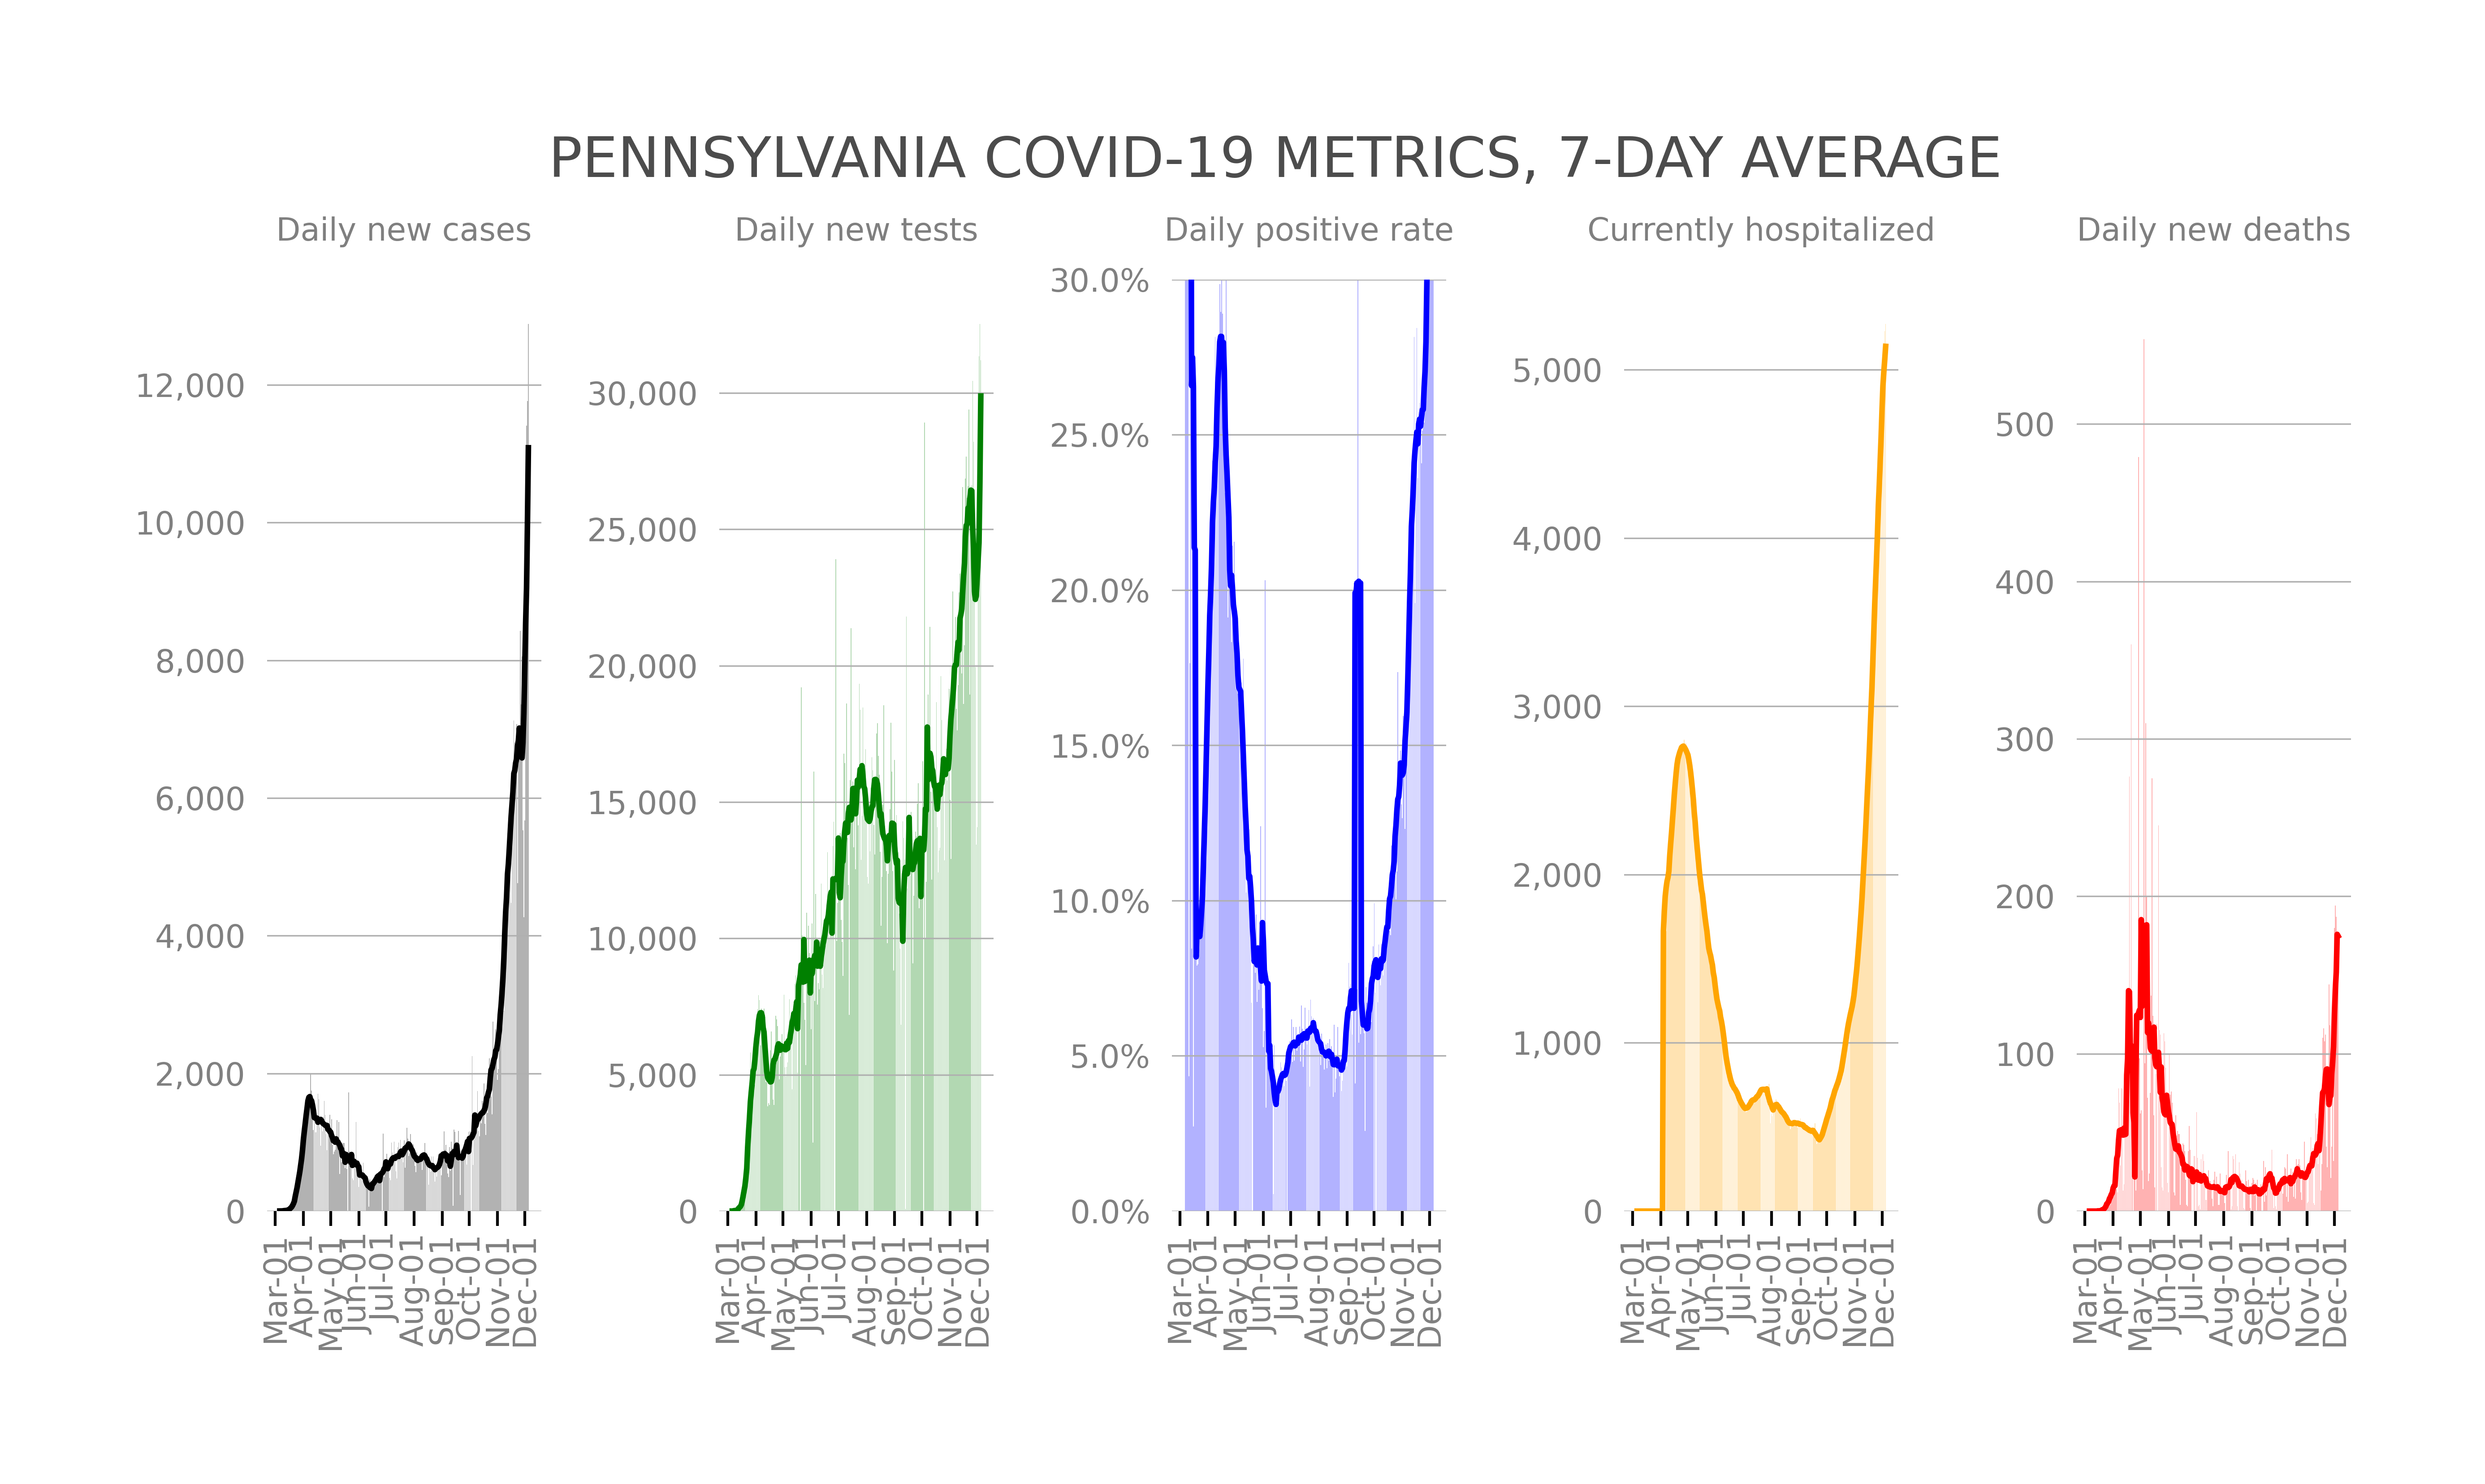 PENNSYLVANIA COVID-19 METRICS, 7-DAY AVERAGE
Daily new cases
12,000
10,000
8,000
6,000
4,000
2,000
0
Mar-01
Apr-01
May-01
Jun-01
Jul-01
Aug-01
Sep-01
Oct-01
Nov-01
Dec-01
Daily new tests
30,000
25,000
20,000
15,000
10,000
5,000
0
Mar-01
Apr-01
May-01
Jun-01
Jul-01
Aug-01
Sep-01
Oct-01
Nov-01
Dec-01
Daily positive rate
30.0%
25.0%
20.0%
15.0%
10.0%
5.0%
0.0%
Mar-01
Apr-01
May-01
Jun-01
Jul-01
Aug-01
Sep-01
Oct-01
Nov-01
Dec-01
Currently hospitalized
5,000
4,000
3,000
2,000
1,000
0
Mar-01
Apr-01
May-01
Jun-01
Jul-01
Aug-01
Sep-01
Oct-01
Nov-01
Dec-01
Daily new deaths
500
400
300
200
100
0
Mar-01
Apr-01
May-01
Jun-01
Jul-01
Aug-01
Sep-01
Oct-01
Nov-01
Dec-01